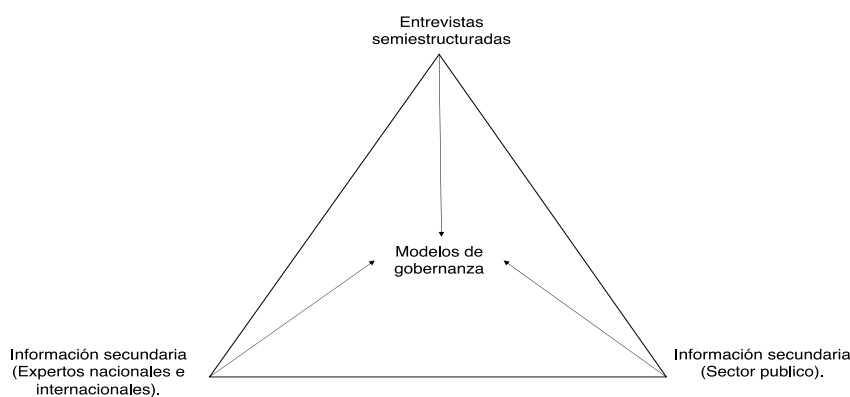 Entrevistas
semiestructuradas
Modelos de
gobernanza
Información secundaria
(Expertos nacionales e
internacionales).
Información secundaria
(Sector publico).